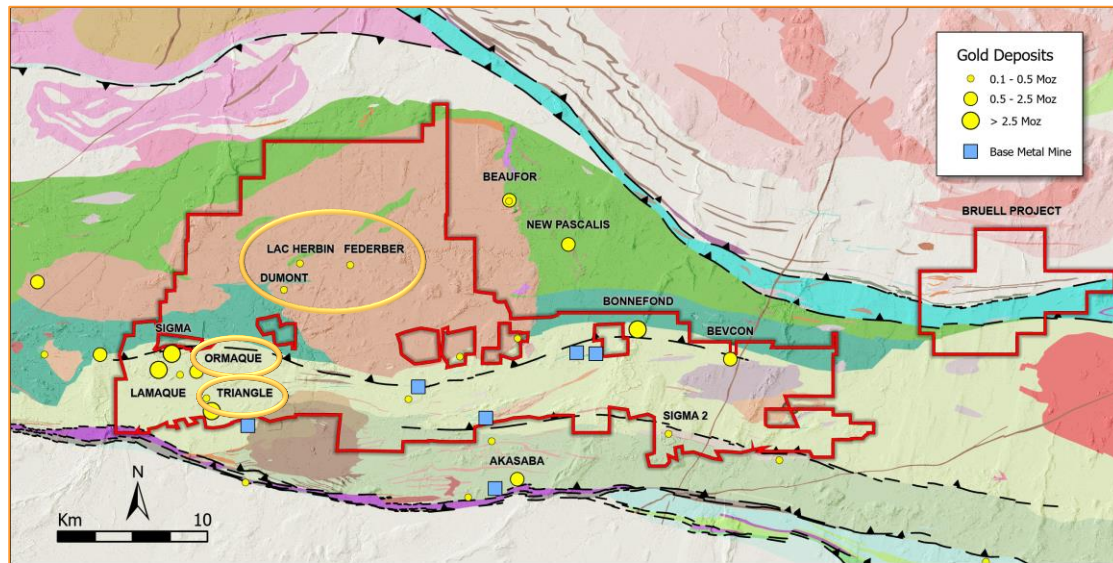 Gold Deposits
0.1 - 0.5 Moz
0.5 - 2.5 Moz
> 2.5 Moz
Base Metal Mine
BEAUFOR
NEW PASCALIS
BRUELL PROJECT
LAC HERBIN FEDERBER
DUMONT
BONNEFOND
SIGMA
BEVCON
ORMAQUE
LAMAQUE
TRIANGLE
SIGMA 2
AKASABA
N
Km
10